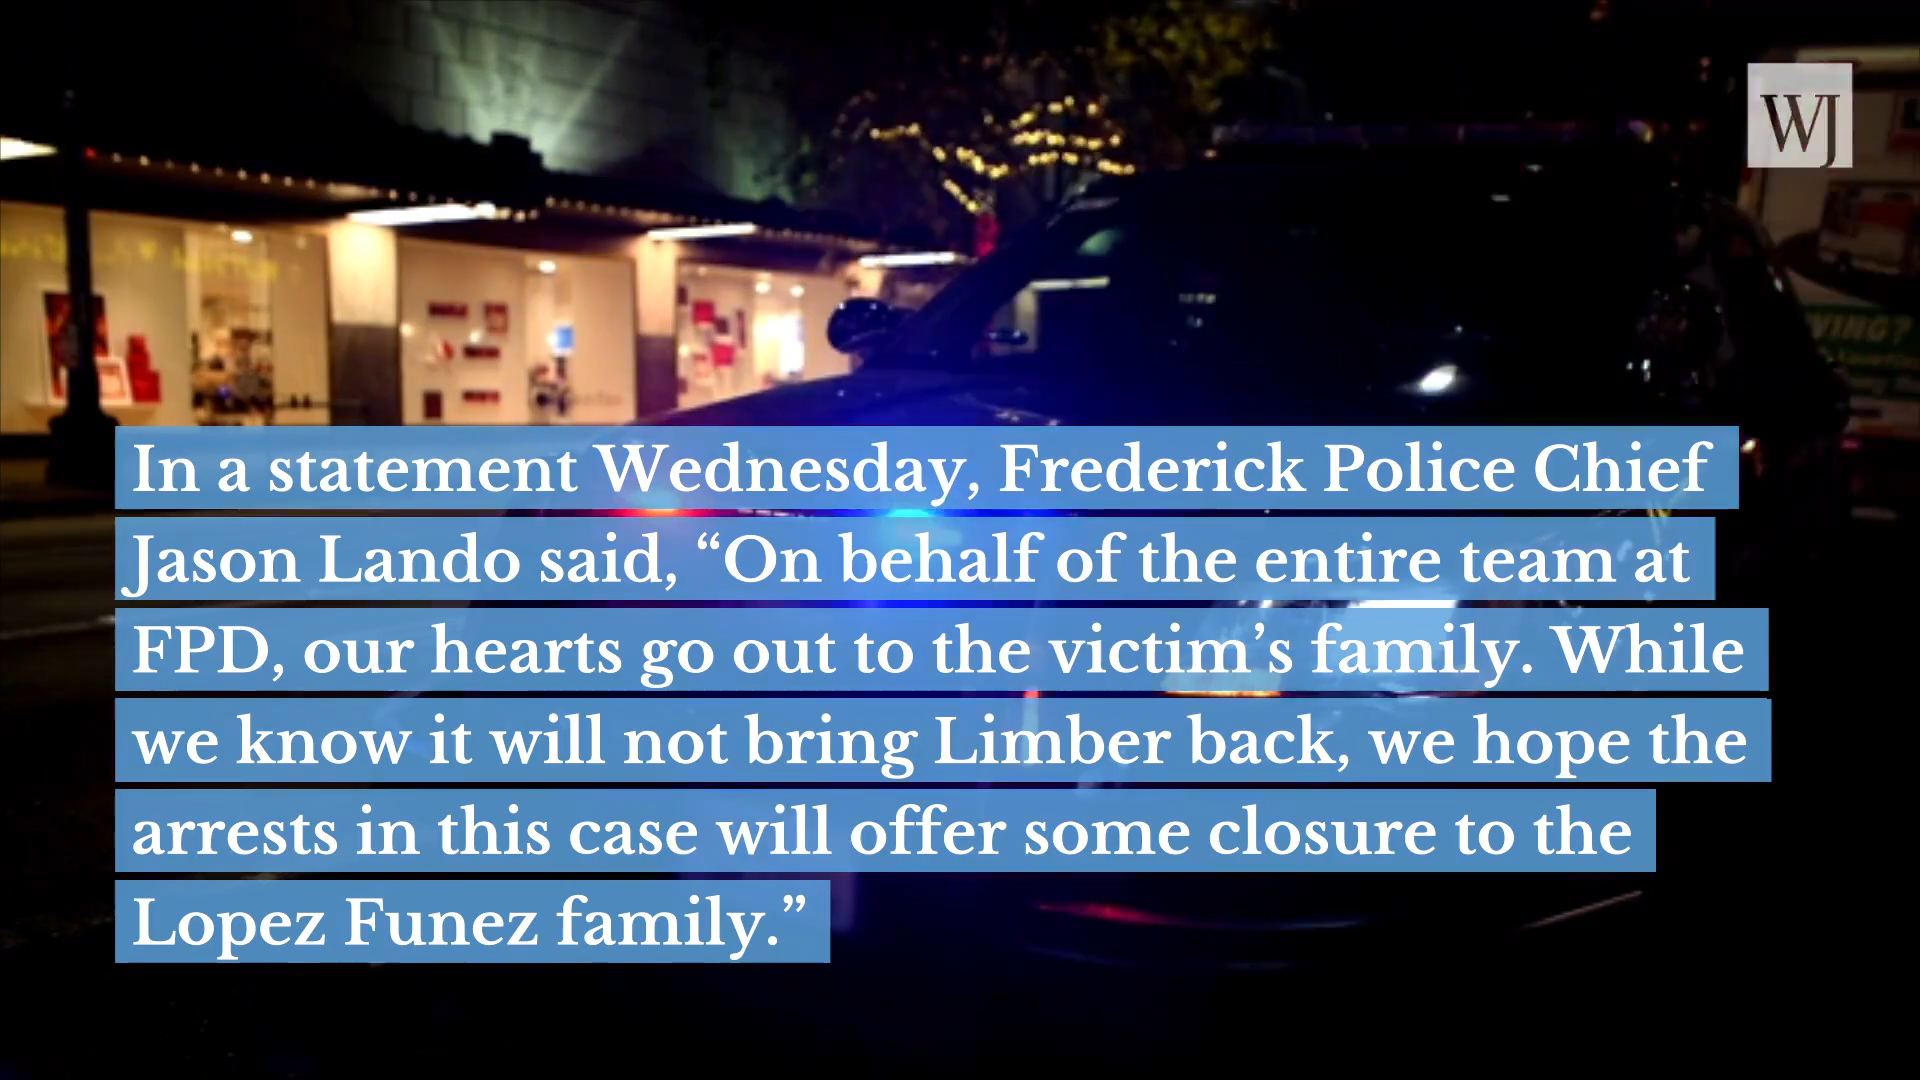 WJ
WING?
In a statement Wednesday, Frederick Police Chief
Jason Lando said, “On behalf of the entire team at
FPD, our hearts go out to the victim’s family. While
we know it will not bring Limber back, we hope the
arrests in this case will offer some closure to the
Lopez Funez family.”